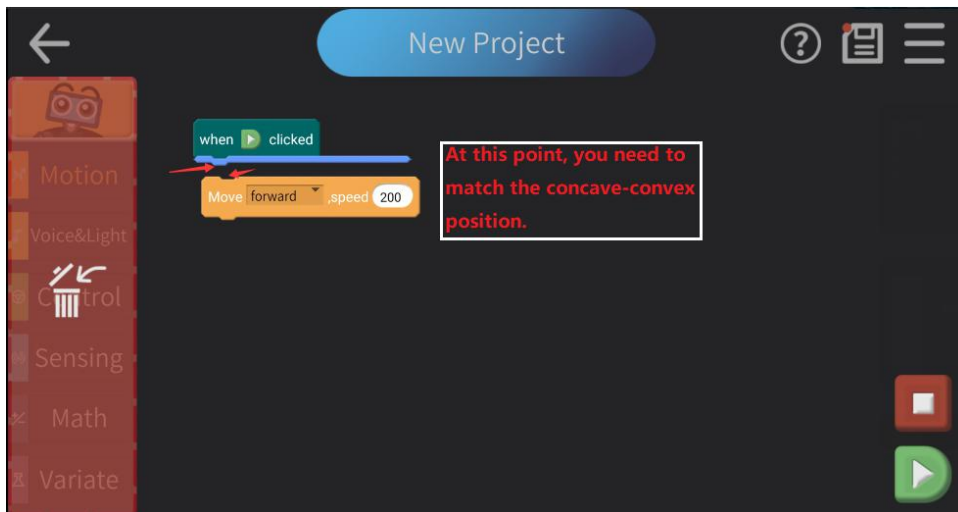 New Project
?
when clicked
Move forward ,speed 200
At this point, you need to
match the concave-convex
position.
Motion
Voice&Light
Control
Sensing
Math
Variate